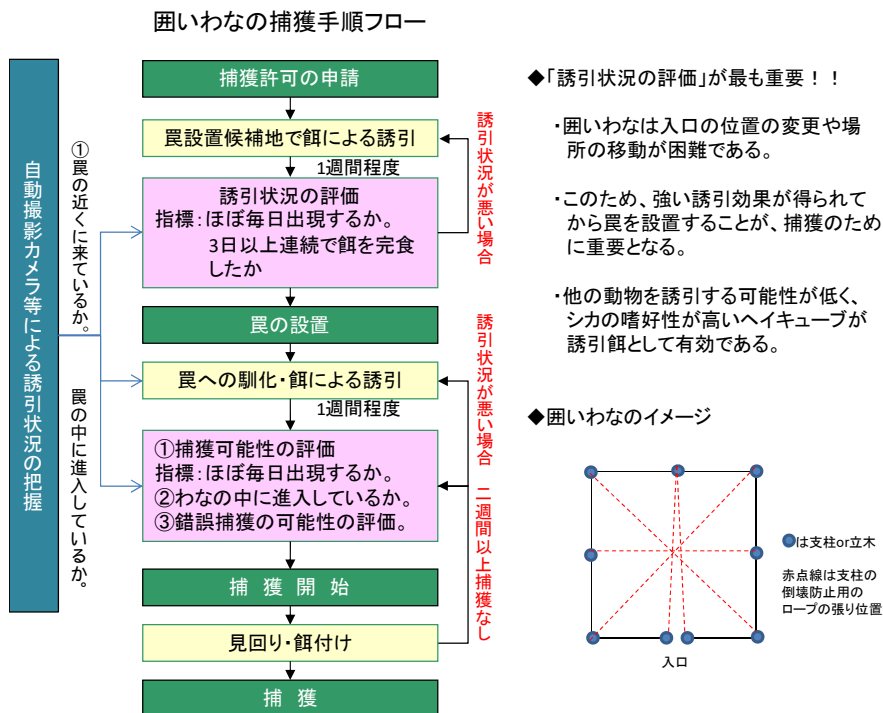 囲いわなの捕獲手順フロー
自動撮影カメラ等による誘引状況の把握
①罠の近くに来ているか。
罠の中に進入しているか。
捕獲許可の申請
罠設置候補地で餌による誘引
1週間程度
誘引状況の評価
指標：ほぼ毎日出現するか。
3日以上連続で餌を完食
したか
誘引状況が悪い場合
罠の設置
罠への馴化・餌による誘引
1週間程度
①捕獲可能性の評価
指標：ほぼ毎日出現するか。
②わなの中に進入しているか。
③錯誤捕獲の可能性の評価。
誘引状況が悪い場合
二週間以上捕獲なし
捕 獲 開 始
見回り・餌付け
捕 獲
◆「誘引状況の評価」が最も重要！！
・囲いわなは入口の位置の変更や場
所の移動が困難である。
・このため、強い誘引効果が得られて
から罠を設置することが、捕獲のため
に重要となる。
・他の動物を誘引する可能性が低く、
シカの嗜好性が高いヘイキューブが
誘引餌として有効である。
◆囲いわなのイメージ
は支柱or立木
赤点線は支柱の
倒壊防止用の
ロープの張り位置
入口